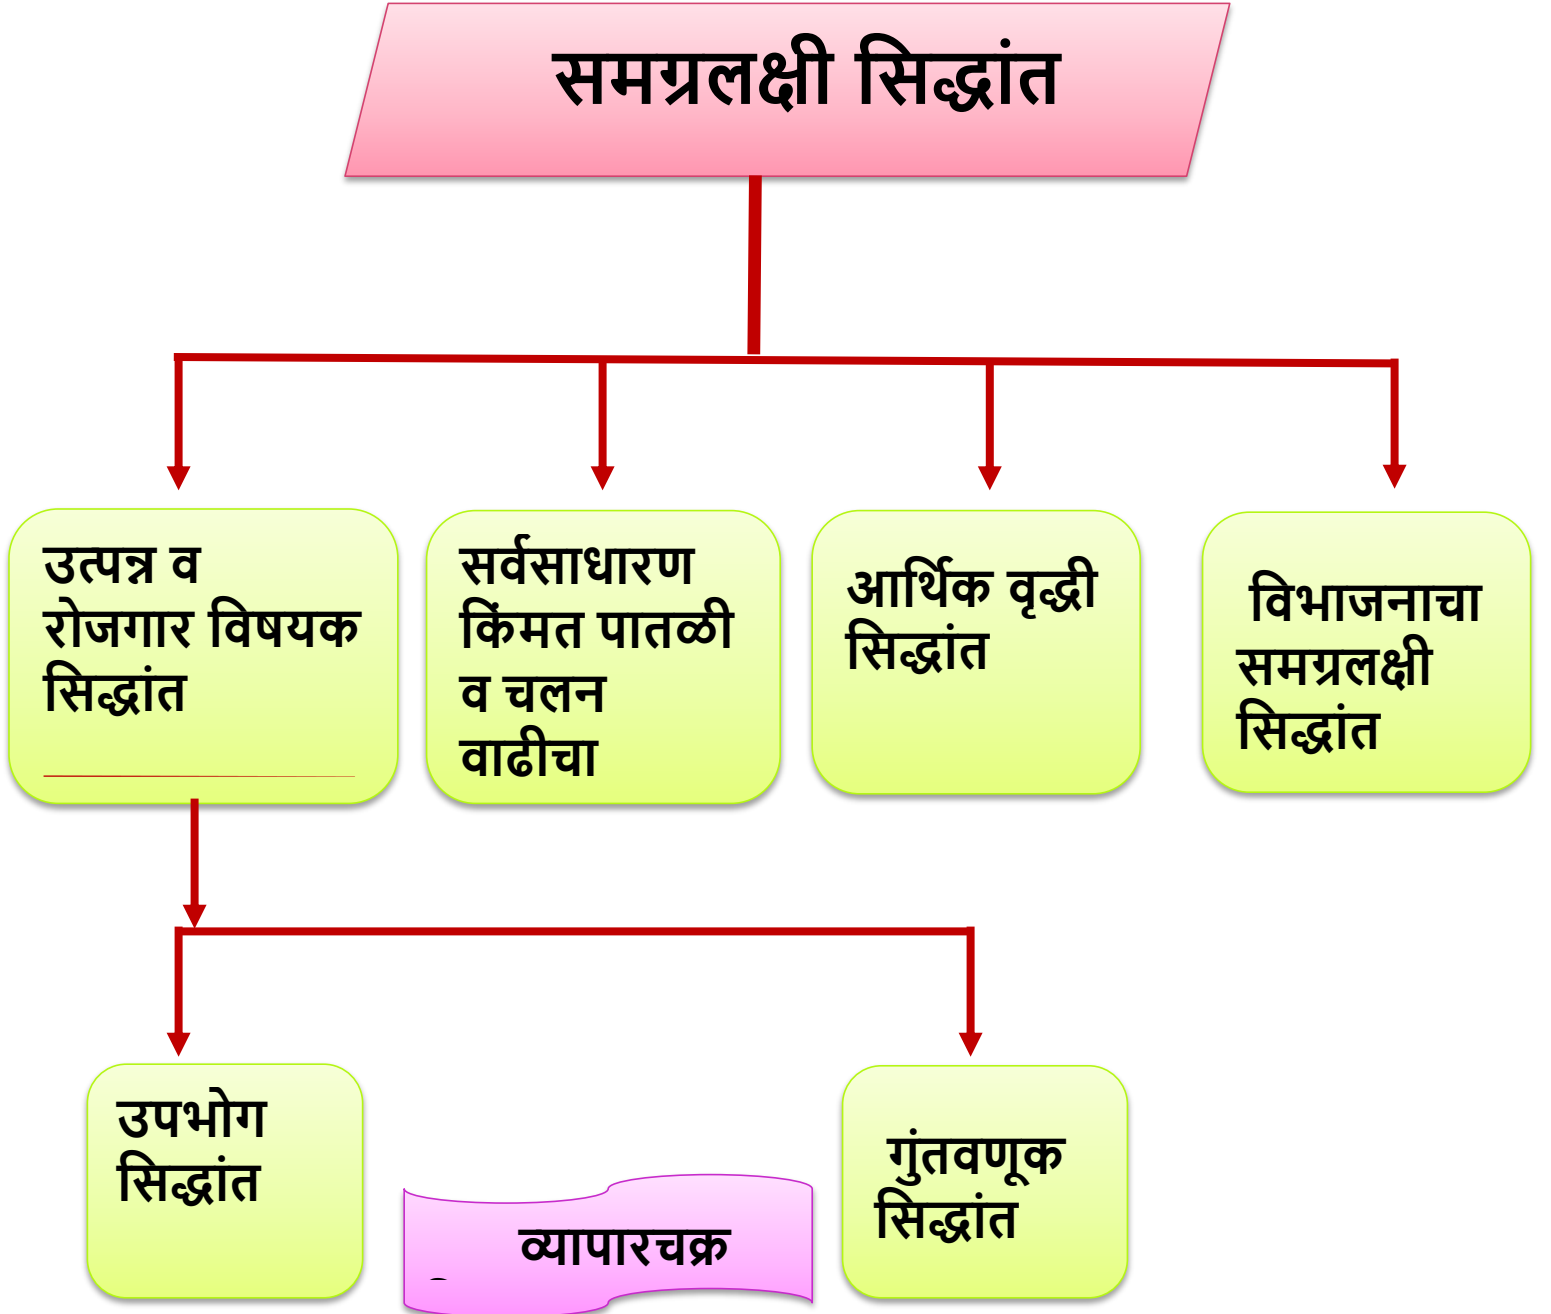 समग्रलक्षी सिद्धांत
उत्पन्न व
रोजगार विषयक
सिद्धांत
सर्वसाधारण
किंमत पातळी
व चलन
वाढीचा
आर्थिक वृद्धी
सिद्धांत
विभाजनाचा
समग्रलक्षी
सिद्धांत
उपभोग
सिद्धांत
व्यापारचक्र
गुंतवणूक
सिद्धांत